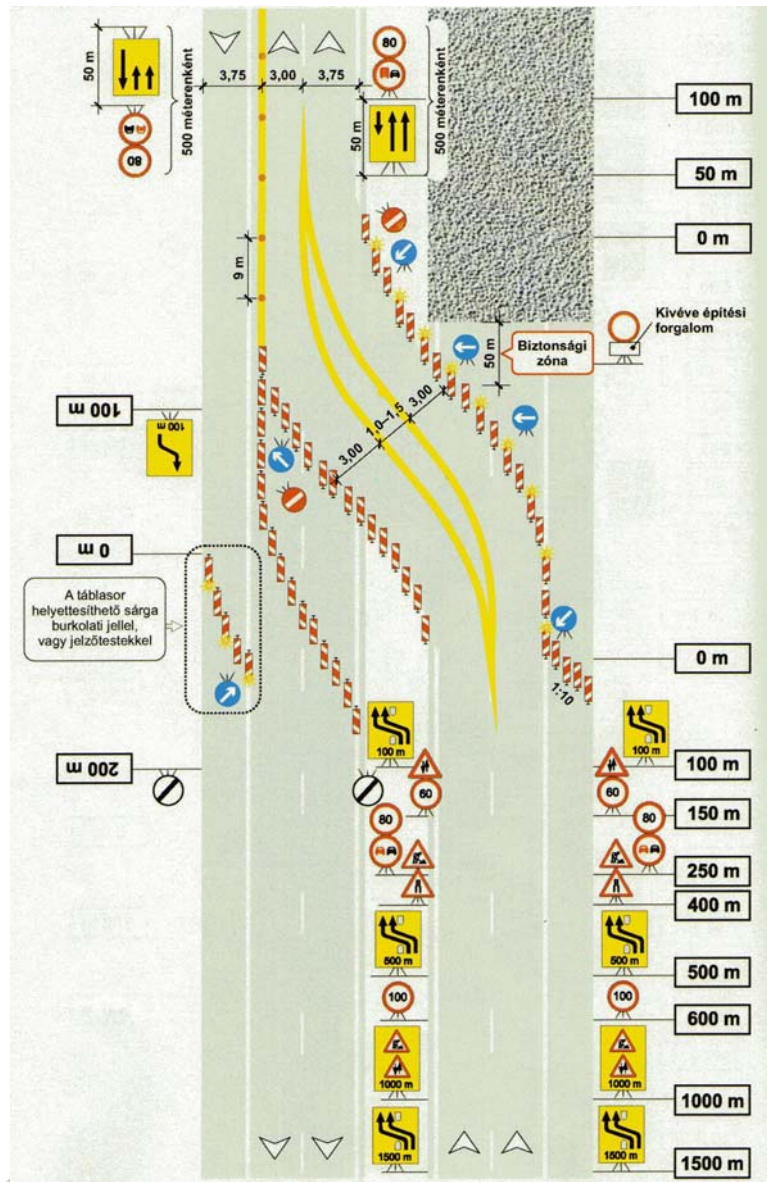 50 m
80
500 méterenként
3,75
3,00
3,75
80
50 m
500 méterenként
100 m
50 m
0 m
9 m
50 m
Biztonsági
zóna
Kivéve építési
forgalom
100 m
100 m
3,00
1,0–1,5
3,00
0 m
A táblasor
helyettesíthető sárga
burkolati jellel,
vagy jelzőtestekkel
0 m
1:10
200 m
100 m
100 m
100 m
60
60
150 m
80
80
250 m
400 m
500 m
500 m
500 m
100
100
600 m
1000 m
1000 m
1000 m
1500 m
1500 m
1500 m